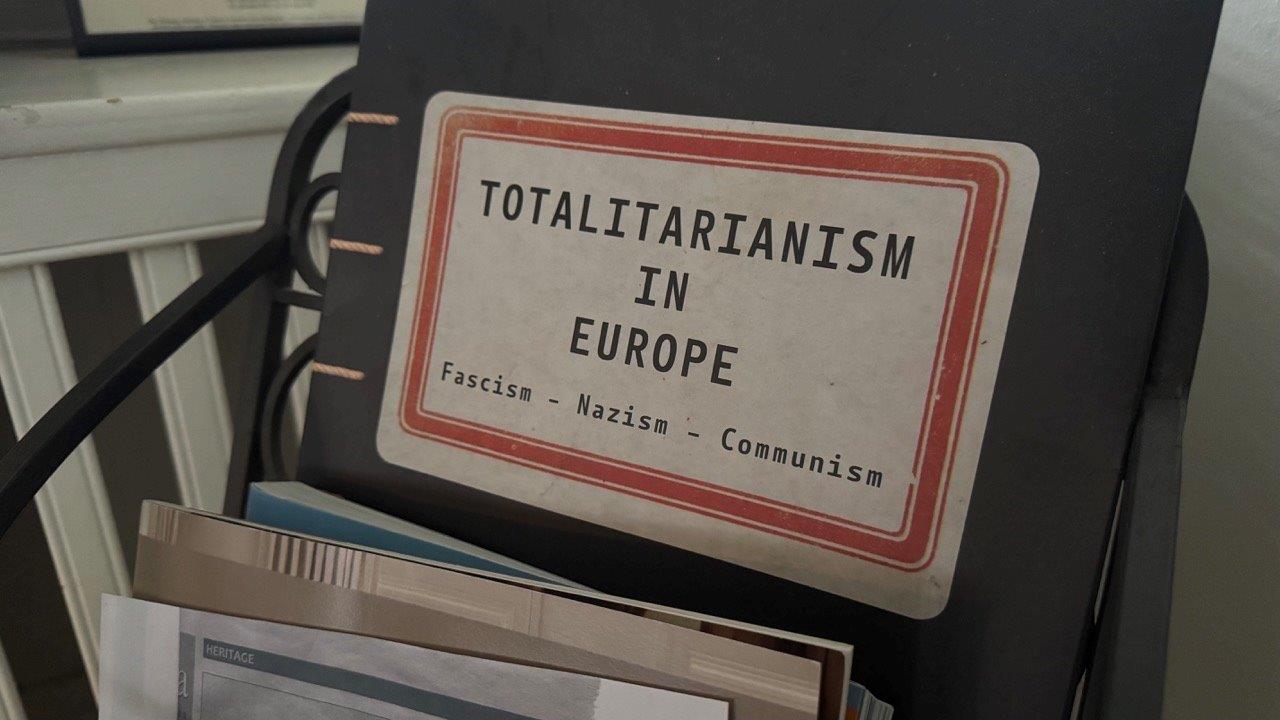 TOTALITARIANISM
IN
EUROPE
Fascism - Nazism - Communism
HERITAGE
a